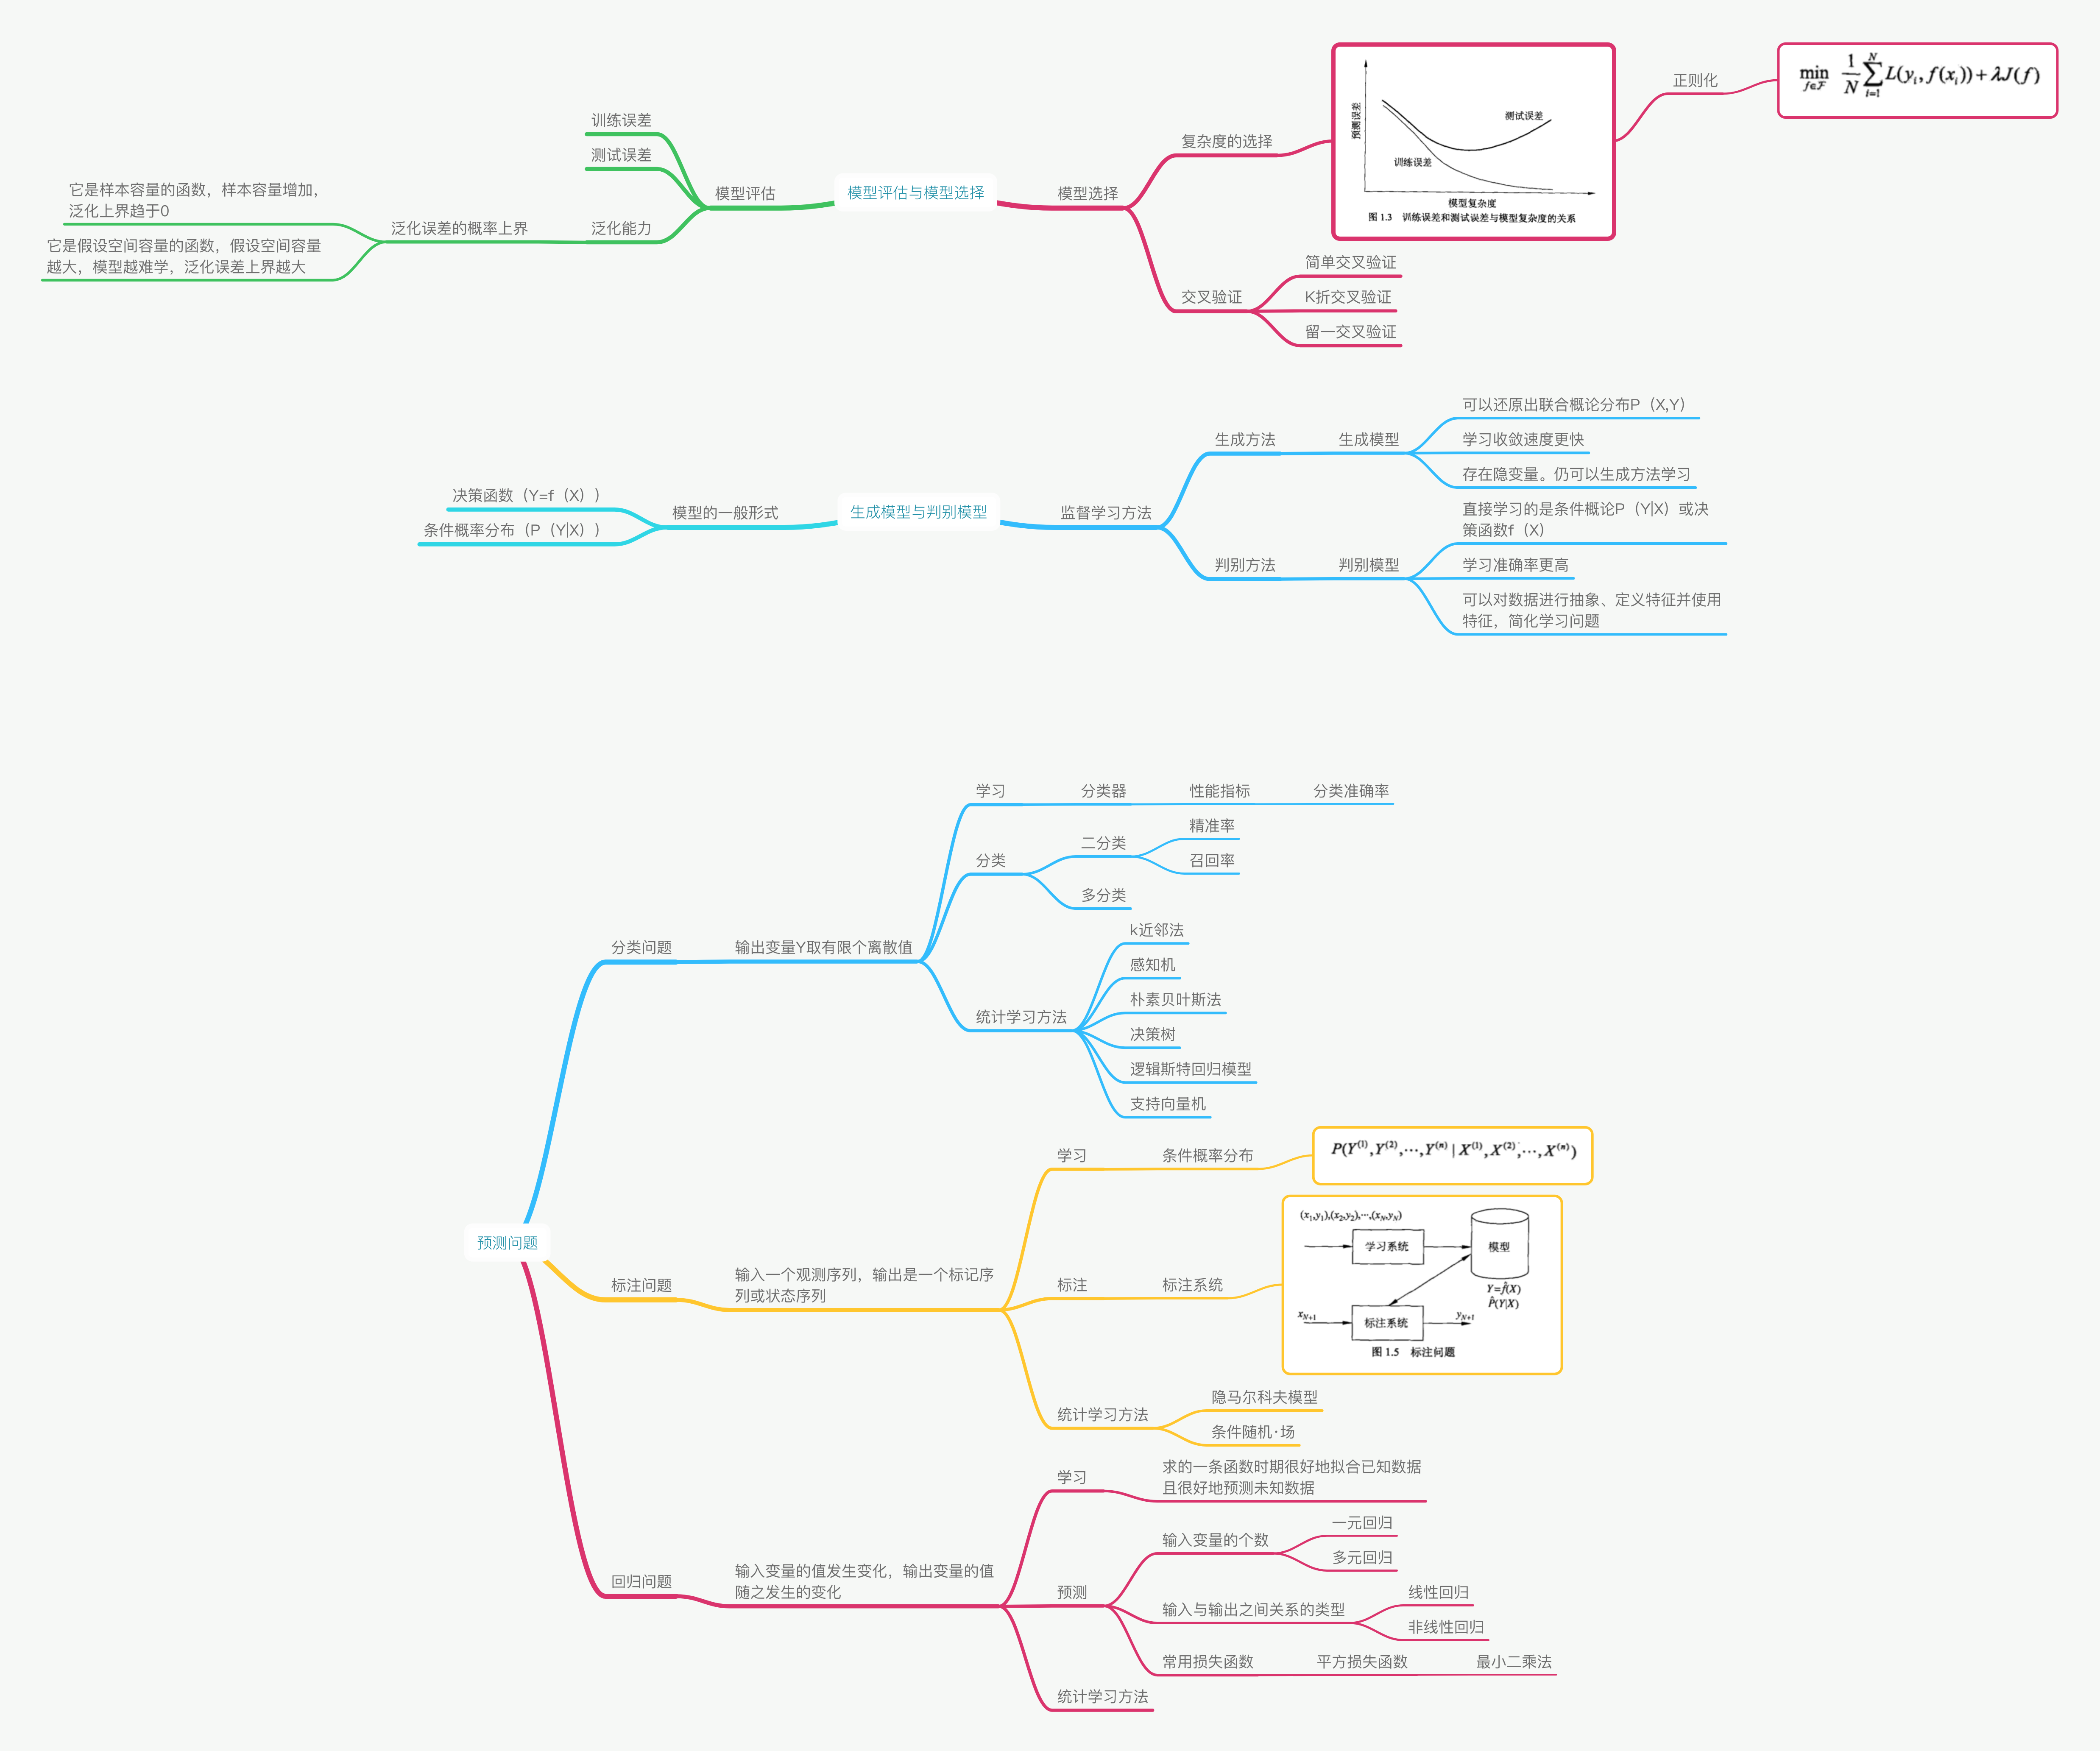 模型评估与模型选择
模型评估
训练误差
测试误差
泛化能力
泛化误差的概率上界
它是样本容量的函数，样本容量增加，
泛化上界趋于0
它是假设空间容量的函数，假设空间容量
越大，模型越难学，泛化误差上界越大
模型选择
复杂度的选择
预测误差
测试误差
训练误差
模型复杂度
图 1.3 训练误差和测试误差与模型复杂度的关系
正则化
min f∈F 1/N Σ i=1 N L(y_i, f(x_i)) + λJ(f)
交叉验证
简单交叉验证
K折交叉验证
留一交叉验证
生成模型与判别模型
模型的一般形式
决策函数（Y=f（X））
条件概率分布（P（Y|X））
监督学习方法
生成方法
生成模型
可以还原出联合概论分布P（X,Y）
学习收敛速度更快
存在隐变量。仍可以生成方法学习
判别方法
判别模型
直接学习的是条件概论P（Y|X）或决
策函数f（X）
学习准确率更高
可以对数据进行抽象、定义特征并使用
特征，简化学习问题
预测问题
分类问题
输出变量Y取有限个离散值
学习
分类器
性能指标
分类准确率
分类
二分类
精准率
召回率
多分类
统计学习方法
k近邻法
感知机
朴素贝叶斯法
决策树
逻辑斯特回归模型
支持向量机
标注问题
输入一个观测序列，输出是一个标记序
列或状态序列
学习
条件概率分布
P(Y⁽¹⁾,Y⁽²⁾,⋯,Y⁽ⁿ⁾ | X⁽¹⁾,X⁽²⁾,⋯,X⁽ⁿ⁾)
标注
标注系统
(x₁,y₁),(x₂,y₂),⋯,(x_N,y_N)
学习系统
模型
Y=f̂(X)
P̂(Y|X)
x_{N+1}
标注系统
y_{N+1}
图 1.5 标注问题
统计学习方法
隐马尔科夫模型
条件随机·场
回归问题
输入变量的值发生变化，输出变量的值
随之发生的变化
学习
求的一条函数时期很好地拟合已知数据
且很好地预测未知数据
预测
输入变量的个数
一元回归
多元回归
输入与输出之间关系的类型
线性回归
非线性回归
常用损失函数
平方损失函数
最小二乘法
统计学习方法